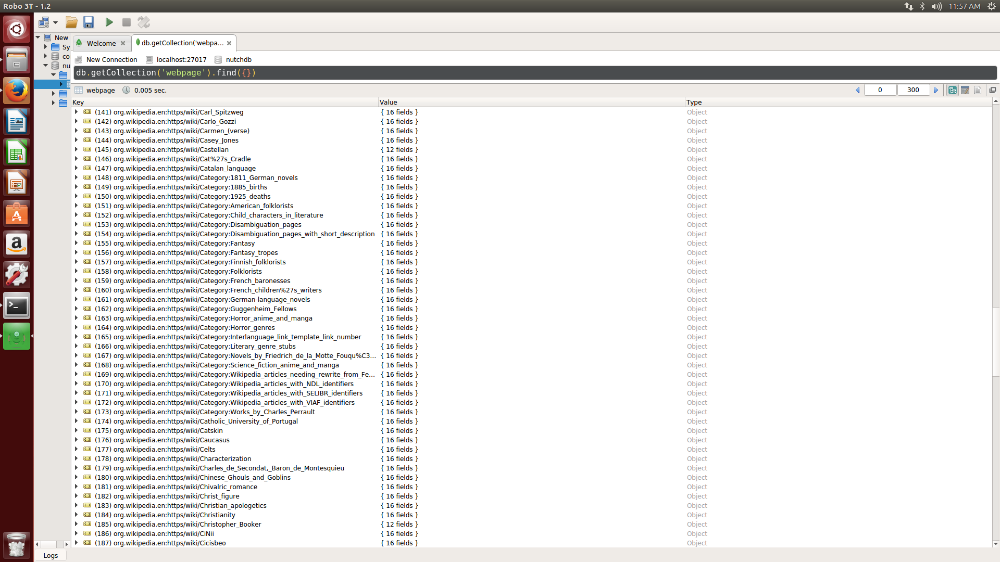 Robo 3T - 1.2
11:57 AM
New
Sy
co
nu
Welcome
db.getCollection('webpa...
New Connection
localhost:27017
nutchdb
db.getCollection('webpage').find({})
webpage
0.005 sec.
0
300
Key Value Type
(141) org.wikipedia.en:https/wiki/Carl_Spitzweg { 16 fields } Object
(142) org.wikipedia.en:https/wiki/Carlo_Gozzi { 16 fields } Object
(143) org.wikipedia.en:https/wiki/Carmen_(verse) { 16 fields } Object
(144) org.wikipedia.en:https/wiki/Casey_Jones { 16 fields } Object
(145) org.wikipedia.en:https/wiki/Castellan { 12 fields } Object
(146) org.wikipedia.en:https/wiki/Cat%27s_Cradle { 16 fields } Object
(147) org.wikipedia.en:https/wiki/Catalan_language { 16 fields } Object
(148) org.wikipedia.en:https/wiki/Category:1811_German_novels { 16 fields } Object
(149) org.wikipedia.en:https/wiki/Category:1885_births { 16 fields } Object
(150) org.wikipedia.en:https/wiki/Category:1925_deaths { 16 fields } Object
(151) org.wikipedia.en:https/wiki/Category:American_folklorists { 16 fields } Object
(152) org.wikipedia.en:https/wiki/Category:Child_characters_in_literature { 16 fields } Object
(153) org.wikipedia.en:https/wiki/Category:Disambiguation_pages { 16 fields } Object
(154) org.wikipedia.en:https/wiki/Category:Disambiguation_pages_with_short_description { 16 fields } Object
(155) org.wikipedia.en:https/wiki/Category:Fantasy { 16 fields } Object
(156) org.wikipedia.en:https/wiki/Category:Fantasy_tropes { 16 fields } Object
(157) org.wikipedia.en:https/wiki/Category:Finnish_folklorists { 16 fields } Object
(158) org.wikipedia.en:https/wiki/Category:Folklorists { 16 fields } Object
(159) org.wikipedia.en:https/wiki/Category:French_baronesses { 16 fields } Object
(160) org.wikipedia.en:https/wiki/Category:French_children%27s_writers { 16 fields } Object
(161) org.wikipedia.en:https/wiki/Category:German-language_novels { 16 fields } Object
(162) org.wikipedia.en:https/wiki/Category:Guggenheim_Fellows { 16 fields } Object
(163) org.wikipedia.en:https/wiki/Category:Horror_anime_and_manga { 16 fields } Object
(164) org.wikipedia.en:https/wiki/Category:Horror_genres { 16 fields } Object
(165) org.wikipedia.en:https/wiki/Category:Interlanguage_link_template_link_number { 16 fields } Object
(166) org.wikipedia.en:https/wiki/Category:Literary_genre_stubs { 16 fields } Object
(167) org.wikipedia.en:https/wiki/Category:Novels_by_Friedrich_de_la_Motte_Fouqu%C3... { 16 fields } Object
(168) org.wikipedia.en:https/wiki/Category:Science_fiction_anime_and_manga { 16 fields } Object
(169) org.wikipedia.en:https/wiki/Category:Wikipedia_articles_needing_rewrite_from_Fe... { 16 fields } Object
(170) org.wikipedia.en:https/wiki/Category:Wikipedia_articles_with_NDL_identifiers { 16 fields } Object
(171) org.wikipedia.en:https/wiki/Category:Wikipedia_articles_with_SELIBR_identifiers { 16 fields } Object
(172) org.wikipedia.en:https/wiki/Category:Wikipedia_articles_with_VIAF_identifiers { 16 fields } Object
(173) org.wikipedia.en:https/wiki/Category:Works_by_Charles_Perrault { 16 fields } Object
(174) org.wikipedia.en:https/wiki/Catholic_University_of_Portugal { 16 fields } Object
(175) org.wikipedia.en:https/wiki/Catskin { 16 fields } Object
(176) org.wikipedia.en:https/wiki/Caucasus { 16 fields } Object
(177) org.wikipedia.en:https/wiki/Celts { 16 fields } Object
(178) org.wikipedia.en:https/wiki/Characterization { 16 fields } Object
(179) org.wikipedia.en:https/wiki/Charles_de_Secondat,_Baron_de_Montesquieu { 16 fields } Object
(180) org.wikipedia.en:https/wiki/Chinese_Ghouls_and_Goblins { 16 fields } Object
(181) org.wikipedia.en:https/wiki/Chivalric_romance { 16 fields } Object
(182) org.wikipedia.en:https/wiki/Christ_figure { 16 fields } Object
(183) org.wikipedia.en:https/wiki/Christian_apologetics { 16 fields } Object
(184) org.wikipedia.en:https/wiki/Christianity { 16 fields } Object
(185) org.wikipedia.en:https/wiki/Christopher_Booker { 12 fields } Object
(186) org.wikipedia.en:https/wiki/CiNii { 16 fields } Object
(187) org.wikipedia.en:https/wiki/Cicisbeo { 16 fields } Object
Logs